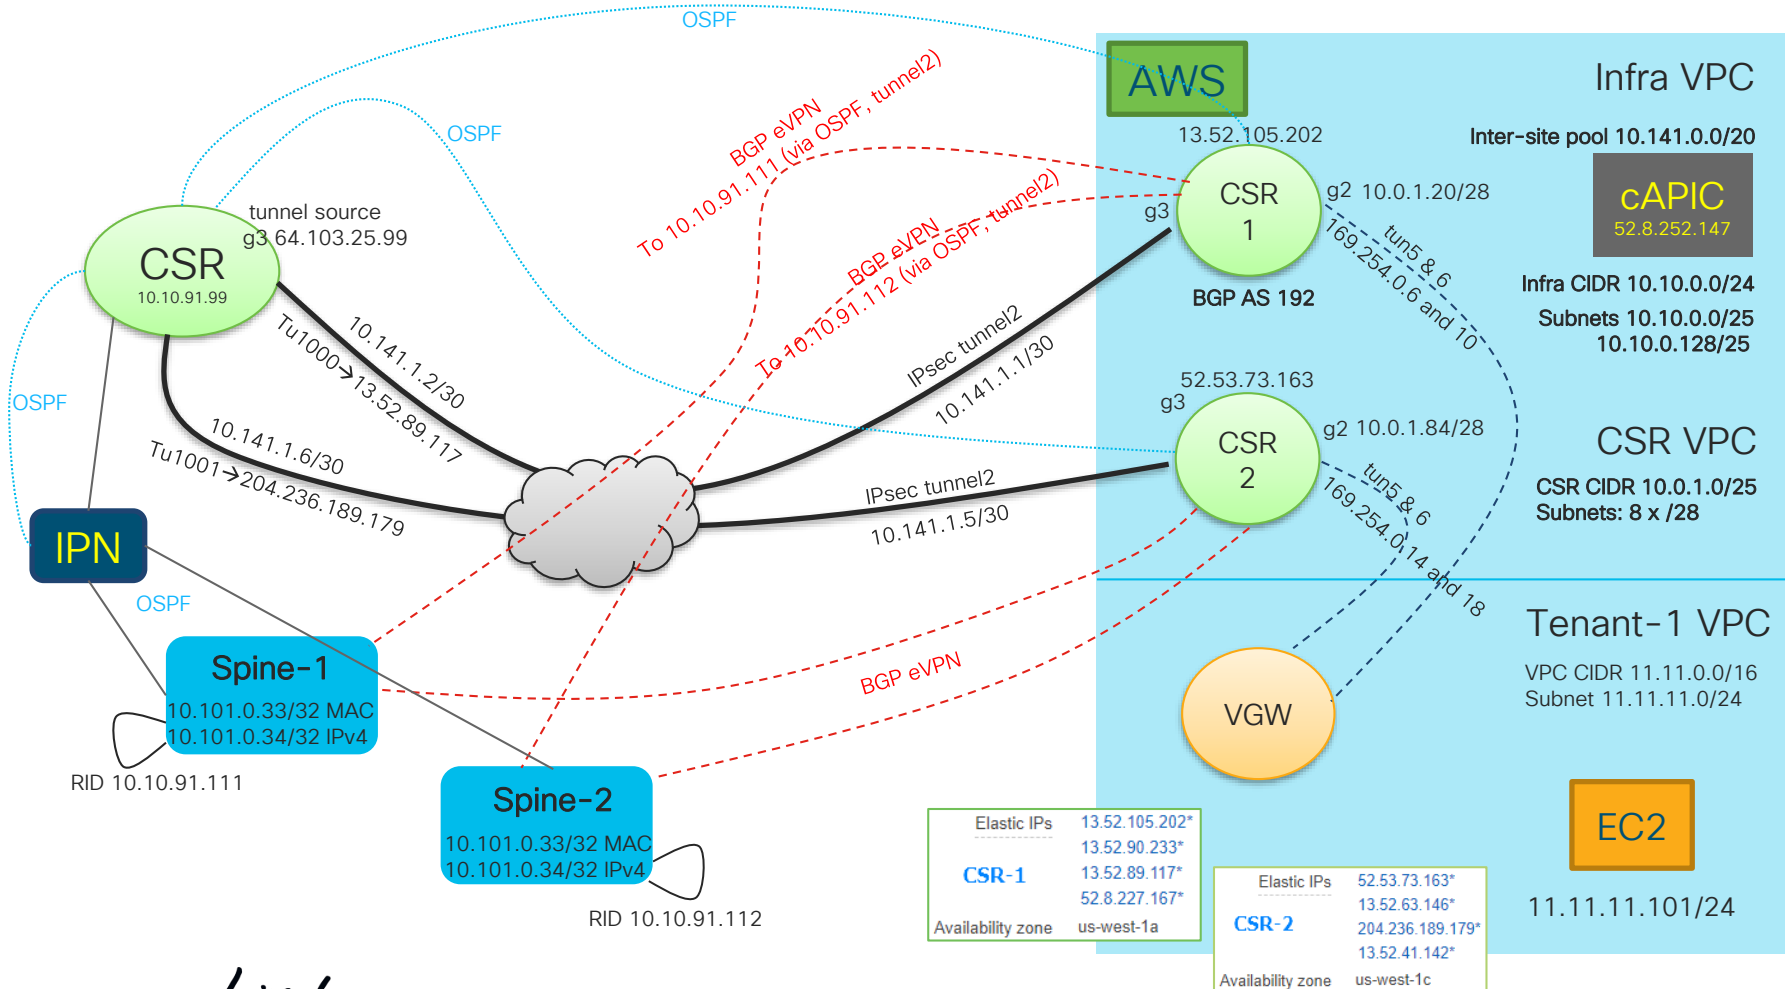 OSPF
AWS
Infra VPC
13.52.105.202
Inter-site pool 10.141.0.0/20
OSPF
BGP eVPN
To 10.10.91.111 (via OSPF, tunnel2)
BGP eVPN
To 10.10.91.112 (via OSPF, tunnel2)
CSR
1
g3
g2 10.0.1.20/28
cAPIC
52.8.252.147
tunnel source
g3 64.103.25.99
CSR
10.10.91.99
tun5 & 6
169.254.0.6 and 10
BGP AS 192
Infra CIDR 10.10.0.0/24
Subnets 10.10.0.0/25
10.10.0.128/25
10.141.1.2/30
Tu1000→13.52.89.117
IPsec tunnel2
10.141.1.1/30
OSPF
52.53.73.163
g3
CSR
2
g2 10.0.1.84/28
CSR VPC
CSR CIDR 10.0.1.0/25
Subnets: 8 x /28
10.141.1.6/30
Tu1001→204.236.189.179
IPsec tunnel2
10.141.1.5/30
tun5 & 6
169.254.0.14 and 18
IPN
OSPF
Spine-1
10.101.0.33/32 MAC
10.101.0.34/32 IPv4
RID 10.10.91.111
BGP eVPN
Tenant-1 VPC
VPC CIDR 11.11.0.0/16
Subnet 11.11.11.0/24
VGW
Spine-2
10.101.0.33/32 MAC
10.101.0.34/32 IPv4
RID 10.10.91.112
EC2
11.11.11.101/24
Elastic IPs 13.52.105.202*
13.52.90.233*
CSR-1 13.52.89.117*
52.8.227.167*
Availability zone us-west-1a
Elastic IPs 52.53.73.163*
13.52.63.146*
CSR-2 204.236.189.179*
13.52.41.142*
Availability zone us-west-1c